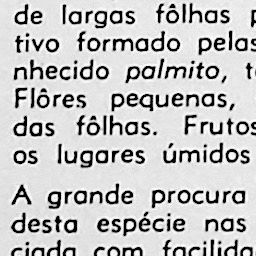 de largas fôlhas
tivo formado pelas
nhecido palmito,
Flôres pequenas,
das fôlhas. Frutos
os lugares úmidos
A grande procura
desta espécie nas
ciada com facilida